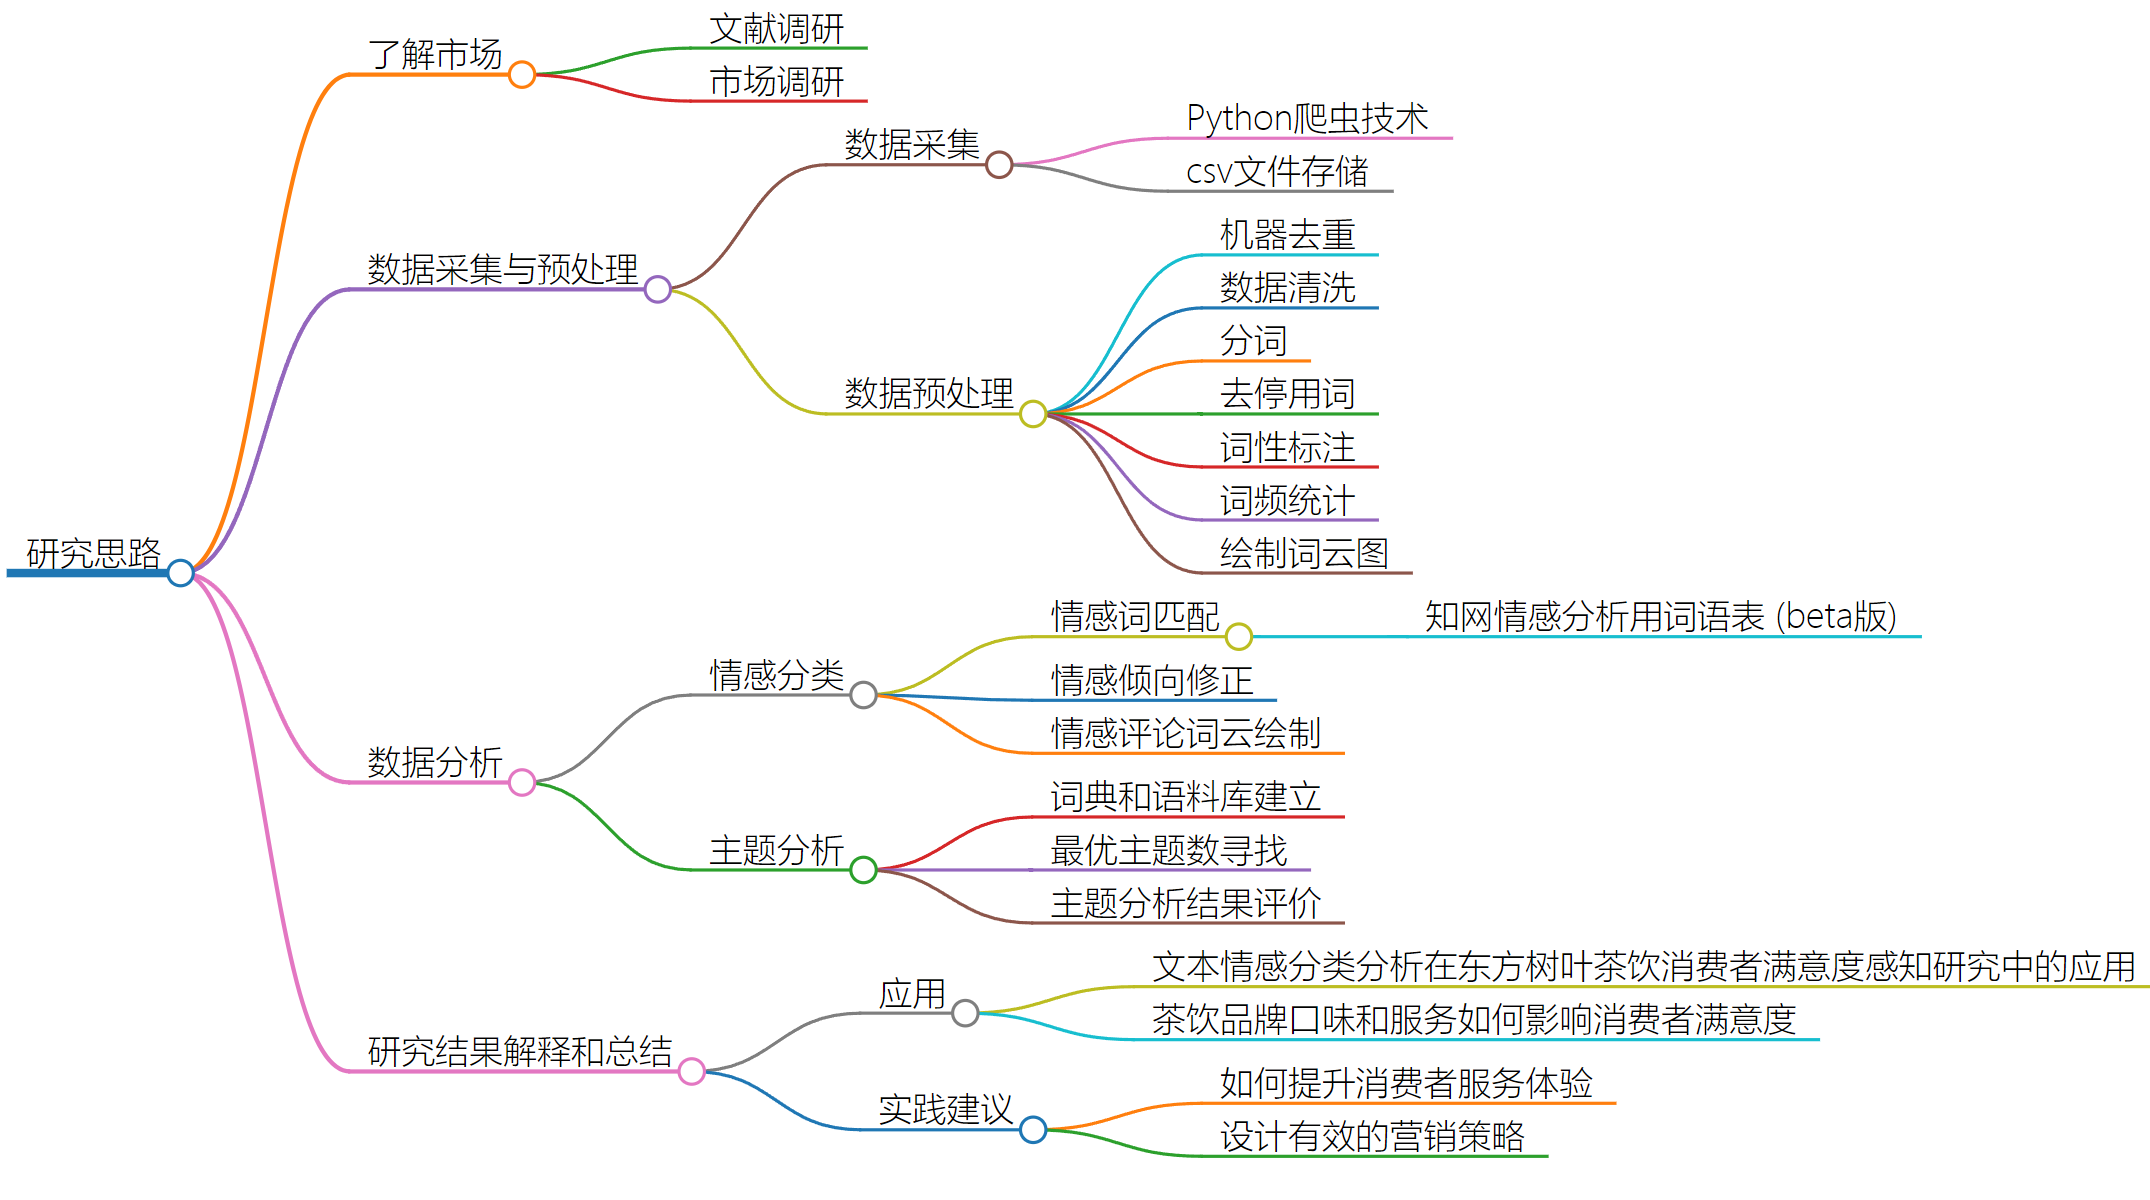 研究思路
了解市场
文献调研
市场调研
数据采集与预处理
数据采集
Python爬虫技术
csv文件存储
数据预处理
机器去重
数据清洗
分词
去停用词
词性标注
词频统计
绘制词云图
数据分析
情感分类
情感词匹配
知网情感分析用词语表 (beta版)
情感倾向修正
情感评论词云绘制
主题分析
词典和语料库建立
最优主题数寻找
主题分析结果评价
研究结果解释和总结
应用
文本情感分类分析在东方树叶茶饮消费者满意度感知研究中的应用
茶饮品牌口味和服务如何影响消费者满意度
实践建议
如何提升消费者服务体验
设计有效的营销策略